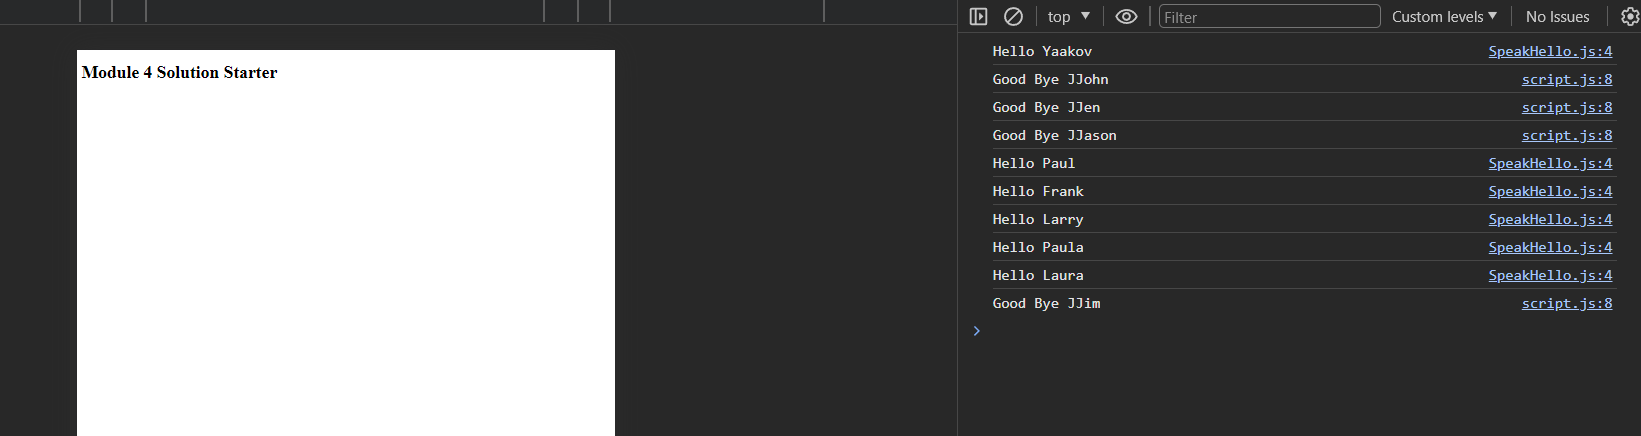 top ▼ Filter Custom levels ▼ No Issues
Module 4 Solution Starter
Hello Yaakov SpeakHello.js:4
Good Bye JJohn script.js:8
Good Bye JJen script.js:8
Good Bye JJason script.js:8
Hello Paul SpeakHello.js:4
Hello Frank SpeakHello.js:4
Hello Larry SpeakHello.js:4
Hello Paula SpeakHello.js:4
Hello Laura SpeakHello.js:4
Good Bye JJim script.js:8